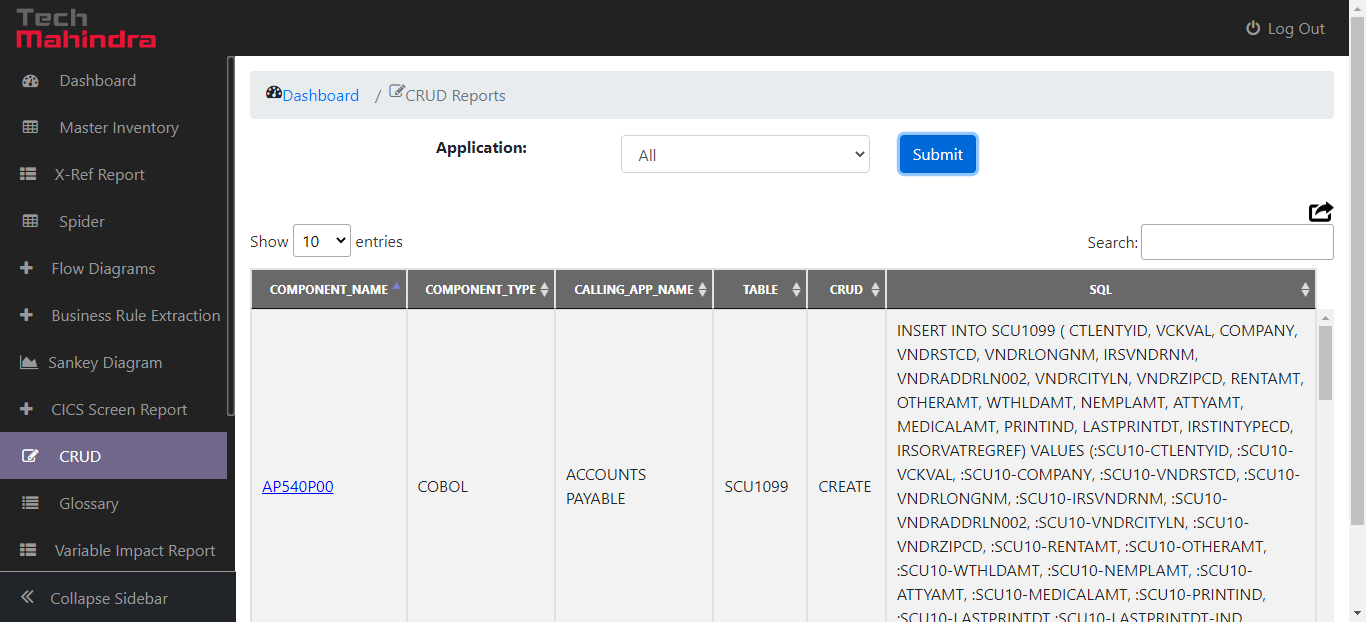 Tech
Mahindra
Log Out
Dashboard
Master Inventory
X-Ref Report
Spider
Flow Diagrams
Business Rule Extraction
Sankey Diagram
CICS Screen Report
CRUD
Glossary
Variable Impact Report
Collapse Sidebar
Dashboard / CRUD Reports
Application: All Submit
Show 10 entries
Search:
COMPONENT_NAME COMPONENT_TYPE CALLING_APP_NAME TABLE CRUD SQL
AP540P00
COBOL
ACCOUNTS
PAYABLE
SCU1099
CREATE
INSERT INTO SCU1099 ( CTLENTYID, VCKVAL, COMPANY,
VNDRSTCD, VNDRLONGNM, IRSVNDRNM,
VNDRADDRLN002, VNDRCITYLN, VNDRZIPCD, RENTAMT,
OTHERAMT, WTHLDAMT, NEMPLAMT, ATTYAMT,
MEDICALAMT, PRINTIND, LASTPRINTDT, IRSTINTYPECD,
IRSORVATREGREF) VALUES (:SCU10-CTLENTYID, :SCU10-
VCKVAL, :SCU10-COMPANY, :SCU10-VNDRSTCD, :SCU10-
VNDRLONGNM, :SCU10-IRSVNDRNM, :SCU10-
VNDRADDRLN002, :SCU10-VNDRCITYLN, :SCU10-
VNDRZIPCD, :SCU10-RENTAMT, :SCU10-OTHERAMT,
:SCU10-WTHLDAMT, :SCU10-NEMPLAMT, :SCU10-
ATTYAMT, :SCU10-MEDICALAMT, :SCU10-PRINTIND,
:SCU10-LASTPRINTDT :SCU10-LASTPRINTDT-IND